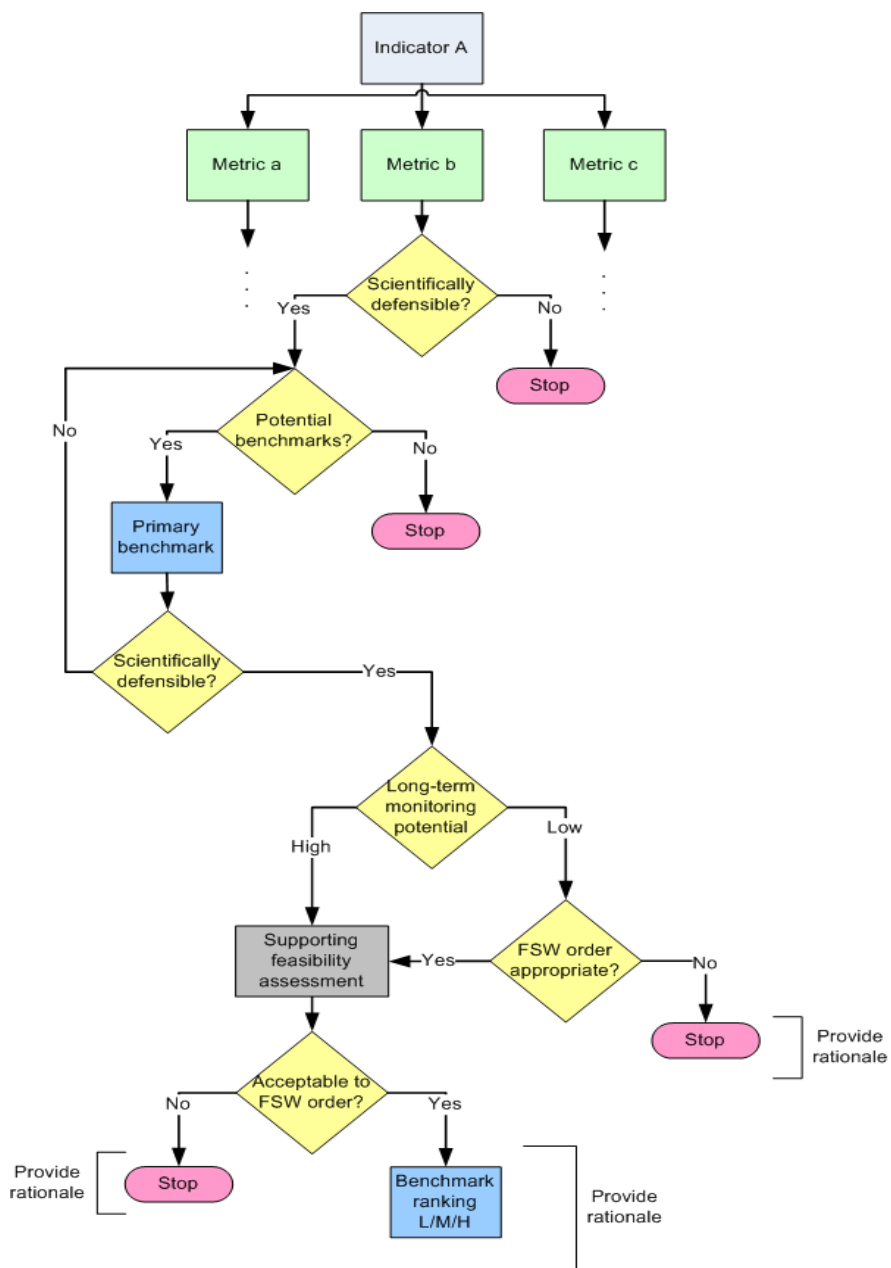 Indicator A
Metric a
Metric b
Metric c
Scientifically
defensible?
Yes
No
Stop
Potential
benchmarks?
No
Yes
No
Primary
benchmark
Stop
Scientifically
defensible?
Yes
Long-term
monitoring
potential
High
Low
Supporting
feasibility
assessment
Yes
FSW order
appropriate?
No
Stop
Provide
rationale
Acceptable to
FSW order?
No
Yes
Provide
rationale
Stop
Benchmark
ranking
L/M/H
Provide
rationale